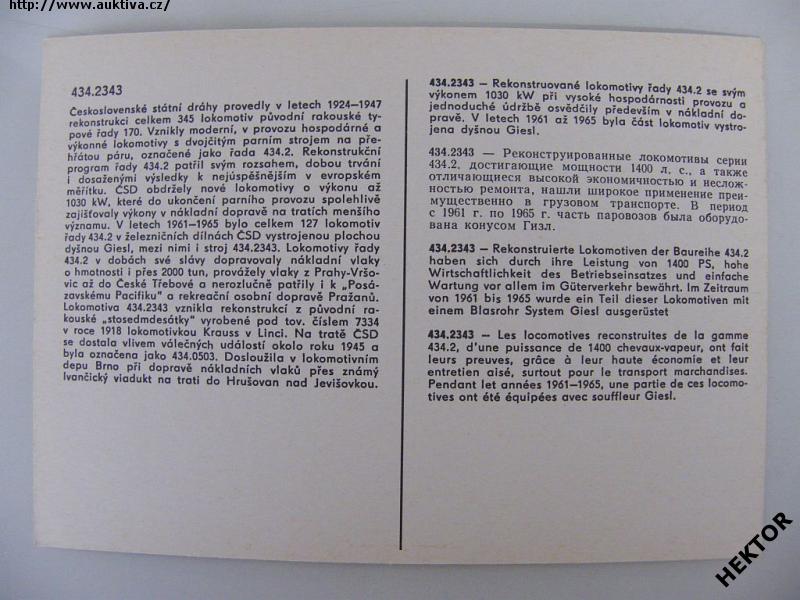 http://www.auktiva.cz/
434.2343
Československé státní dráhy provedly v letech 1924—1947
rekonstrukci celkem 345 lokomotiv původní rakouské ty-
pové řady 170. Vznikly moderní, v provozu hospodárné a
výkonné lokomotivy s dvojčitým parním strojem na pře-
hřátou páru, označené jako řada 434.2. Rekonstrukční
program řady 434.2 patřil svým rozsahem, dobou trvání
i dosaženými výsledky k nejúspěšnějším v evropském
měřítku. ČSD obdržely nové lokomotivy o výkonu až
1030 kW, které do ukončení parního provozu spolehlivě
zajišťovaly výkony v nákladní dopravě na tratích menšího
významu. V letech 1961—1965 bylo celkem 127 lokomotiv
řady 434.2 v železničních dílnách ČSD vystrojenou plochou
dyšnou Giesl, mezi nimi i stroj 434.2343. Lokomotivy řady
434.2 v dobách své slávy dopravovaly nákladní vlaky
o hmotnosti i přes 2000 tun, provážely vlaky z Prahy-Vršo-
vic až do České Třebové a nerozlučně patřily i k „Posá-
zavskému Pacifiku" a rekreační osobní dopravě Pražanů.
Lokomotiva 434.2343 vznikla rekonstrukcí z původní ra-
kouské „stosedmdesátky" vyrobené pod tov. číslem 7334
v roce 1918 lokomotivkou Krauss v Linci. Na tratě ČSD
se dostala vlivem válečných událostí okolo roku 1945 a
byla označena jako 434.0503. Dosloužila v lokomotivním
depu Brno při dopravě nákladních vlaků přes známý
Ivančický viadukt na trati do Hrušovan nad Jevišovkou.
434.2343 — Rekonstruované lokomotivy řady 434.2 se svým
výkonem 1030 kW při vysoké hospodárnosti provozu a
jednoduché údržbě osvědčily především v nákladní do-
pravě. V letech 1961 až 1965 byla část lokomotiv vystro-
jena dyšnou Giesl.
434.2343 — Реконструированные локомотивы серии
434.2, достигающие мощности 1400 л. с., а также
отличающиеся высокой экономичностью и неслож-
ностью ремонта, нашли широкое применение преи-
мущественно в грузовом транспорте. В период
с 1961 г. по 1965 г. часть паровозов была оборудо-
вана конусом Гизл.
434.2343 — Rekonstruierte Lokomotiven der Baureihe 434.2
haben sich durch ihre Leistung von 1400 PS, hohe
Wirtschaftlichkeit des Betriebseinsatzes und einfache
Wartung vor allem im Güterverkehr bewährt. Im Zeitraum
von 1961 bis 1965 wurde ein Teil dieser Lokomotiven mit
einem Blasrohr System Giesl ausgerüstet
434.2343 — Les locomotives reconstruites de la gamme
434.2, d'une puissance de 1400 chevaux-vapeur, ont fait
leurs preuves, grâce à leur haute économie et leur
entretien aisé, surtout pour le transport marchandises.
Pendant let années 1961—1965, une partie de ces locomo-
tives ont été équipées avec souffleur Giesl.
HEKTOR